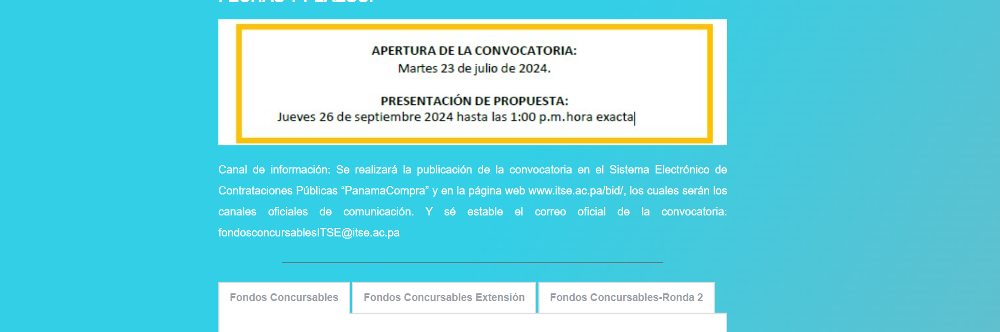 APERTURA DE LA CONVOCATORIA:
Martes 23 de julio de 2024.
PRESENTACIÓN DE PROPUESTA:
Jueves 26 de septiembre 2024 hasta las 1:00 p.m.hora exacta
Canal de información: Se realizará la publicación de la convocatoria en el Sistema Electrónico de
Contrataciones Públicas “PanamaCompra” y en la página web www.itse.ac.pa/bid/, los cuales serán los
canales oficiales de comunicación. Y sé estable el correo oficial de la convocatoria:
fondosconcursablesITSE@itse.ac.pa
Fondos Concursables
Fondos Concursables Extensión
Fondos Concursables-Ronda 2